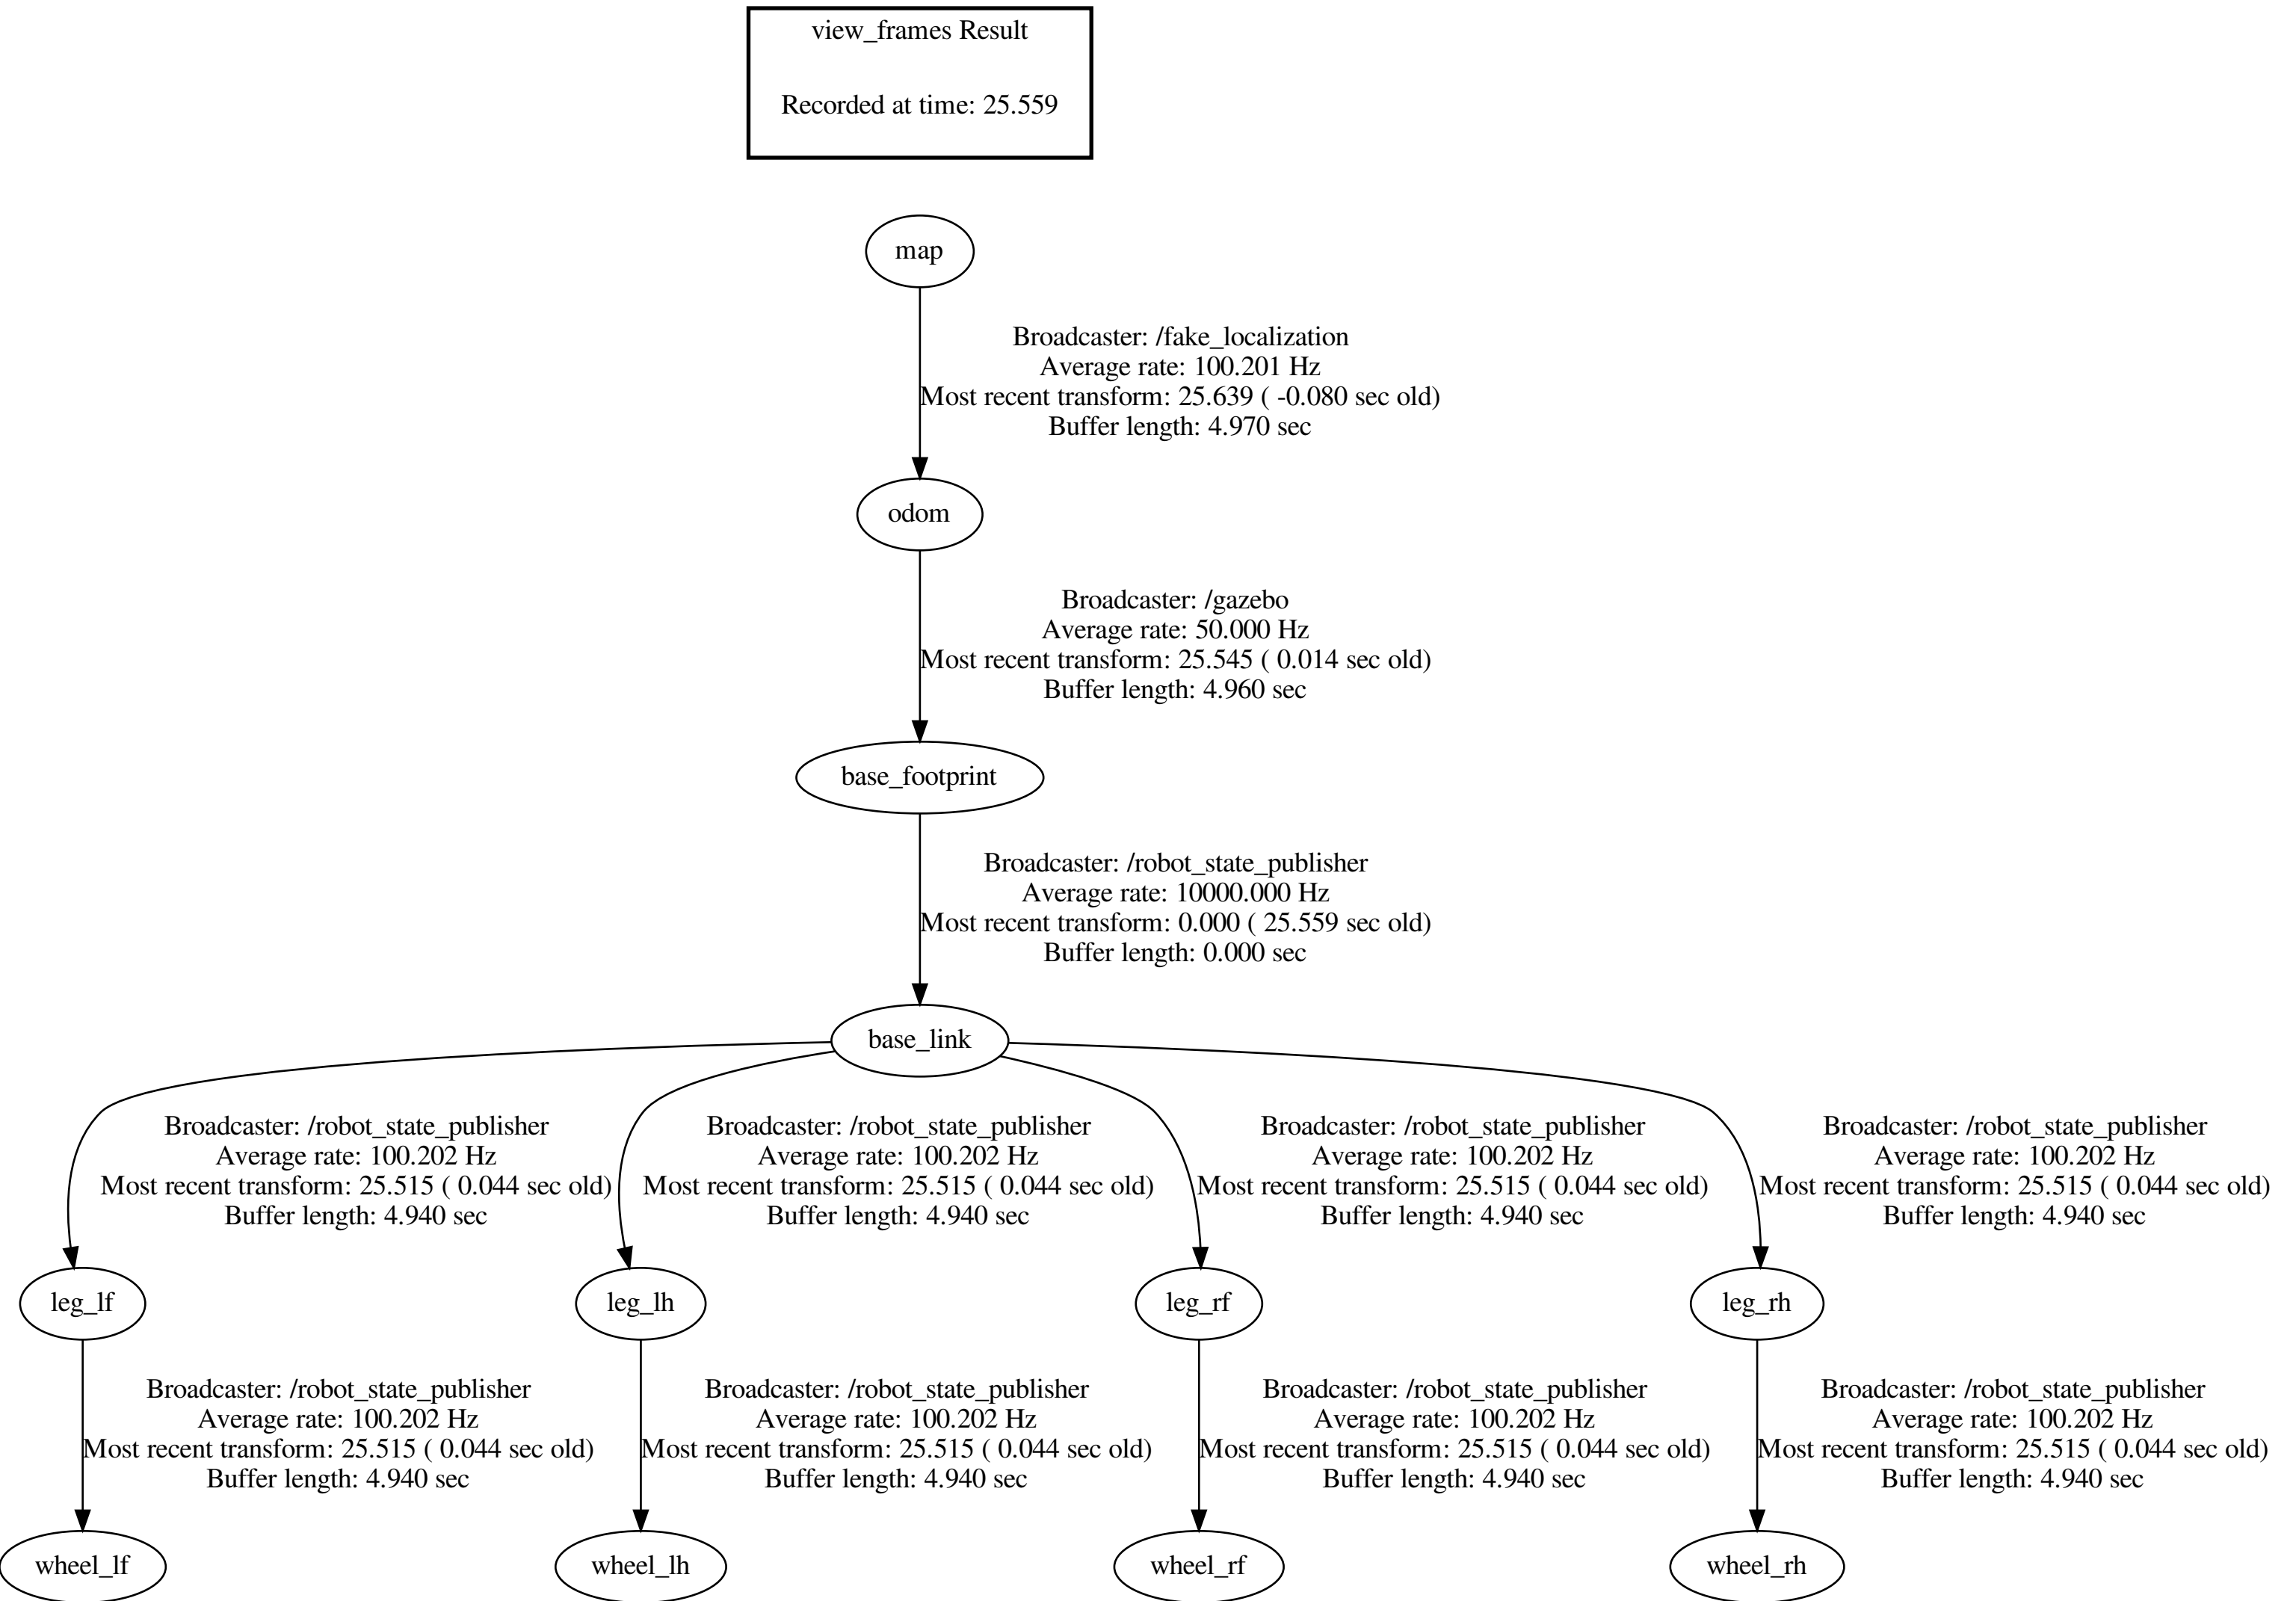 view_frames Result
Recorded at time: 25.559
map
Broadcaster: /fake_localization
Average rate: 100.201 Hz
Most recent transform: 25.639 ( -0.080 sec old)
Buffer length: 4.970 sec
odom
Broadcaster: /gazebo
Average rate: 50.000 Hz
Most recent transform: 25.545 ( 0.014 sec old)
Buffer length: 4.960 sec
base_footprint
Broadcaster: /robot_state_publisher
Average rate: 10000.000 Hz
Most recent transform: 0.000 ( 25.559 sec old)
Buffer length: 0.000 sec
base_link
Broadcaster: /robot_state_publisher
Average rate: 100.202 Hz
Most recent transform: 25.515 ( 0.044 sec old)
Buffer length: 4.940 sec
Broadcaster: /robot_state_publisher
Average rate: 100.202 Hz
Most recent transform: 25.515 ( 0.044 sec old)
Buffer length: 4.940 sec
Broadcaster: /robot_state_publisher
Average rate: 100.202 Hz
Most recent transform: 25.515 ( 0.044 sec old)
Buffer length: 4.940 sec
Broadcaster: /robot_state_publisher
Average rate: 100.202 Hz
Most recent transform: 25.515 ( 0.044 sec old)
Buffer length: 4.940 sec
leg_lf
leg_lh
leg_rf
leg_rh
Broadcaster: /robot_state_publisher
Average rate: 100.202 Hz
Most recent transform: 25.515 ( 0.044 sec old)
Buffer length: 4.940 sec
Broadcaster: /robot_state_publisher
Average rate: 100.202 Hz
Most recent transform: 25.515 ( 0.044 sec old)
Buffer length: 4.940 sec
Broadcaster: /robot_state_publisher
Average rate: 100.202 Hz
Most recent transform: 25.515 ( 0.044 sec old)
Buffer length: 4.940 sec
Broadcaster: /robot_state_publisher
Average rate: 100.202 Hz
Most recent transform: 25.515 ( 0.044 sec old)
Buffer length: 4.940 sec
wheel_lf
wheel_lh
wheel_rf
wheel_rh